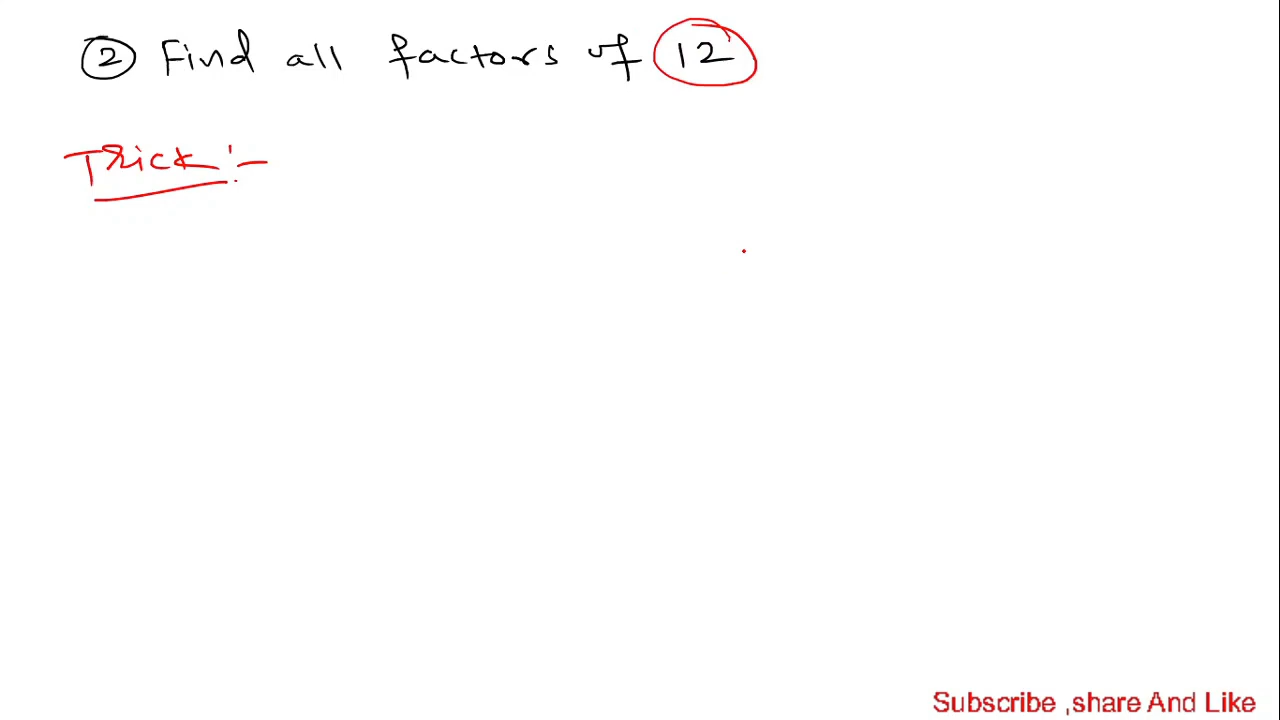 ② Find all factors of 12
Trick :-
Subscribe ,share And Like